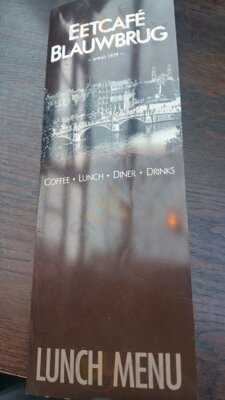 EETCAFÉ
BLAUWBRUG
COFFEE • LUNCH • DINER • DRINKS
LUNCH MENU